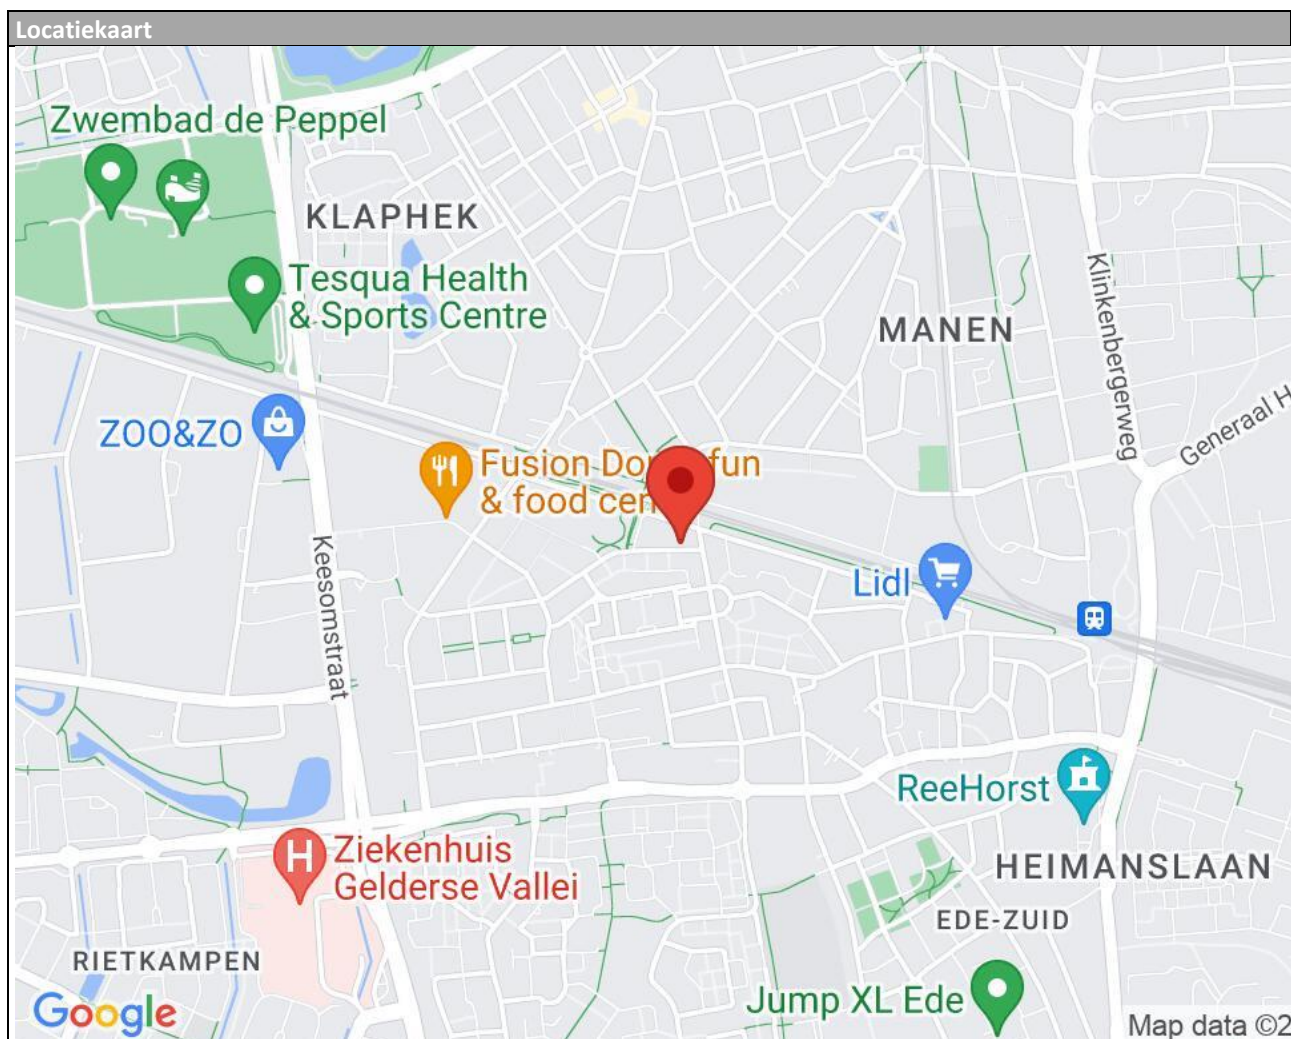 Locatiekaart
Zwembad de Peppel
KLAPHEK
Tesqua Health
& Sports Centre
MANEN
Klinkenbergerweg
Generaal H
ZOO&ZO
Fusion Do fun
& food cen
Keesomstraat
Lidl
ReeHorst
Ziekenhuis
Gelderse Vallei
H
HEIMANSLAAN
EDE-ZUID
RIETKAMPEN
Jump XL Ede
Google
Map data ©2